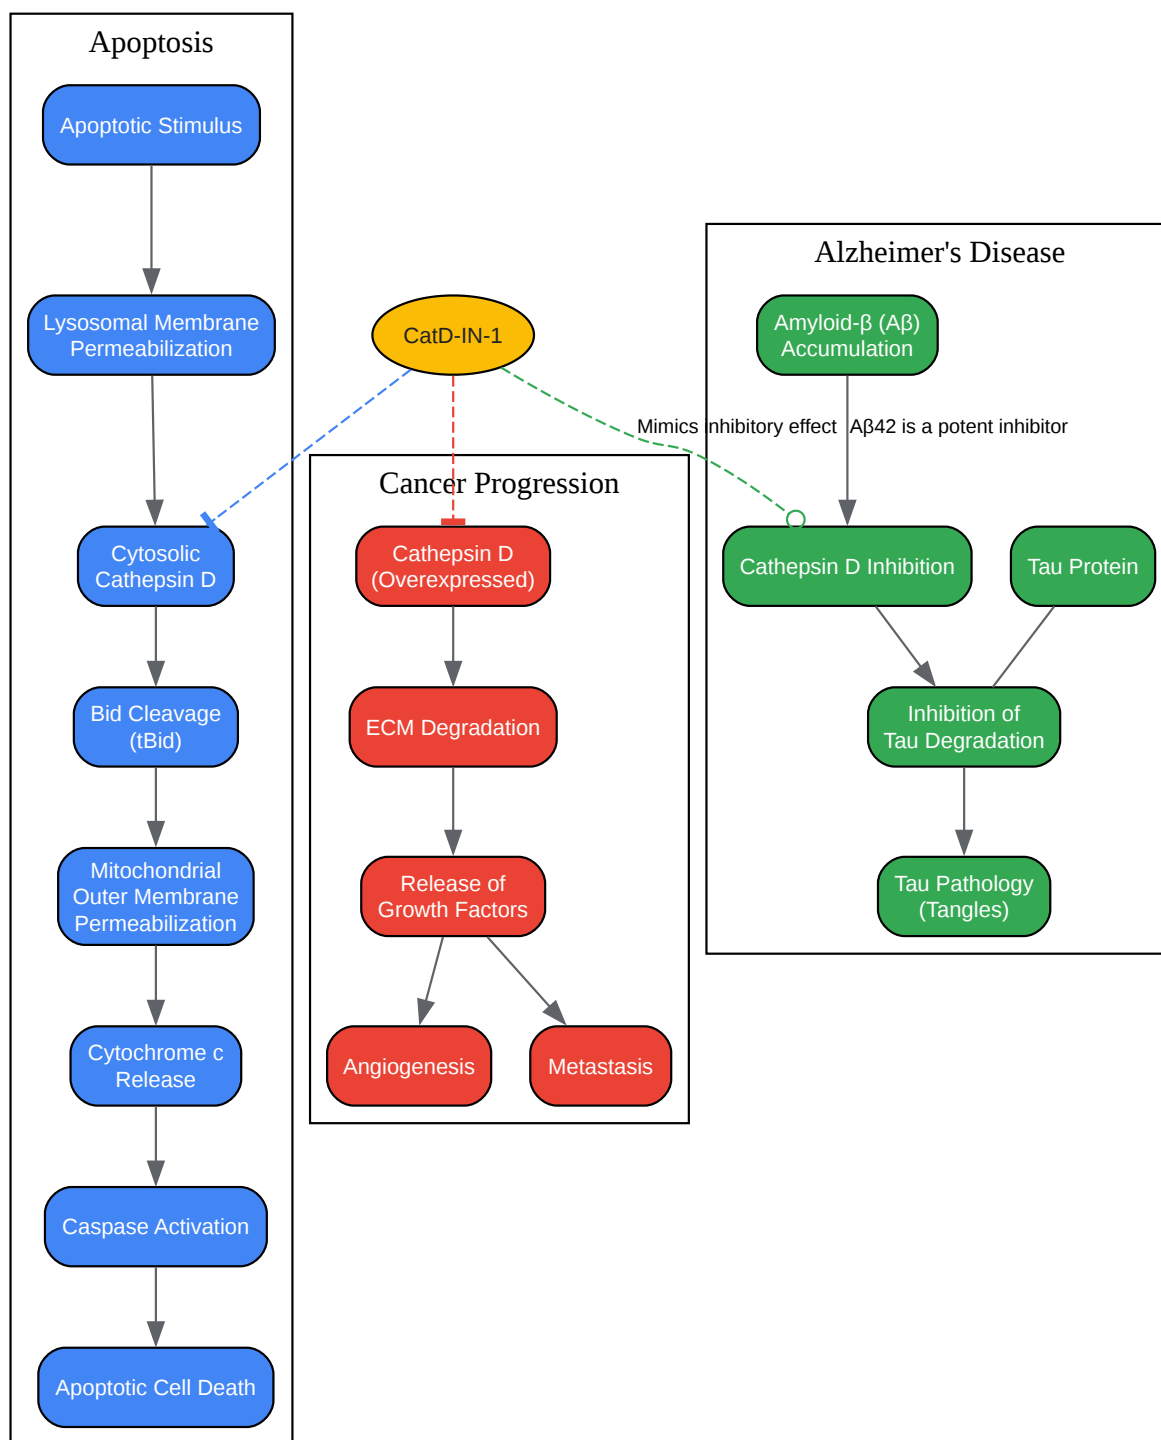 Apoptosis
Apoptotic Stimulus
Lysosomal Membrane
Permeabilization
Cytosolic
Cathepsin D
Bid Cleavage
(tBid)
Mitochondrial
Outer Membrane
Permeabilization
Cytochrome c
Release
Caspase Activation
Apoptotic Cell Death
CatD-IN-1
Cancer Progression
Cathepsin D
(Overexpressed)
ECM Degradation
Release of
Growth Factors
Angiogenesis
Metastasis
Alzheimer's Disease
Amyloid-β (Aβ)
Accumulation
Mimics inhibitory effect
Aβ42 is a potent inhibitor
Cathepsin D Inhibition
Tau Protein
Inhibition of
Tau Degradation
Tau Pathology
(Tangles)